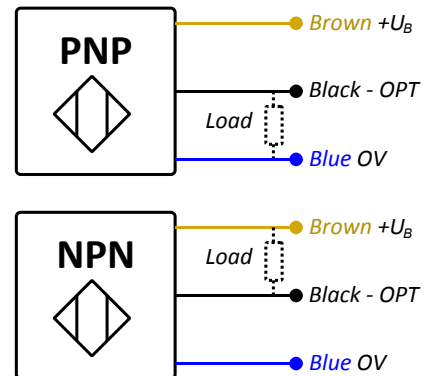 Brown +UB
PNP
Black - OPT
Load
Blue OV
Brown +UB
NPN
Load
Black - OPT
Blue OV